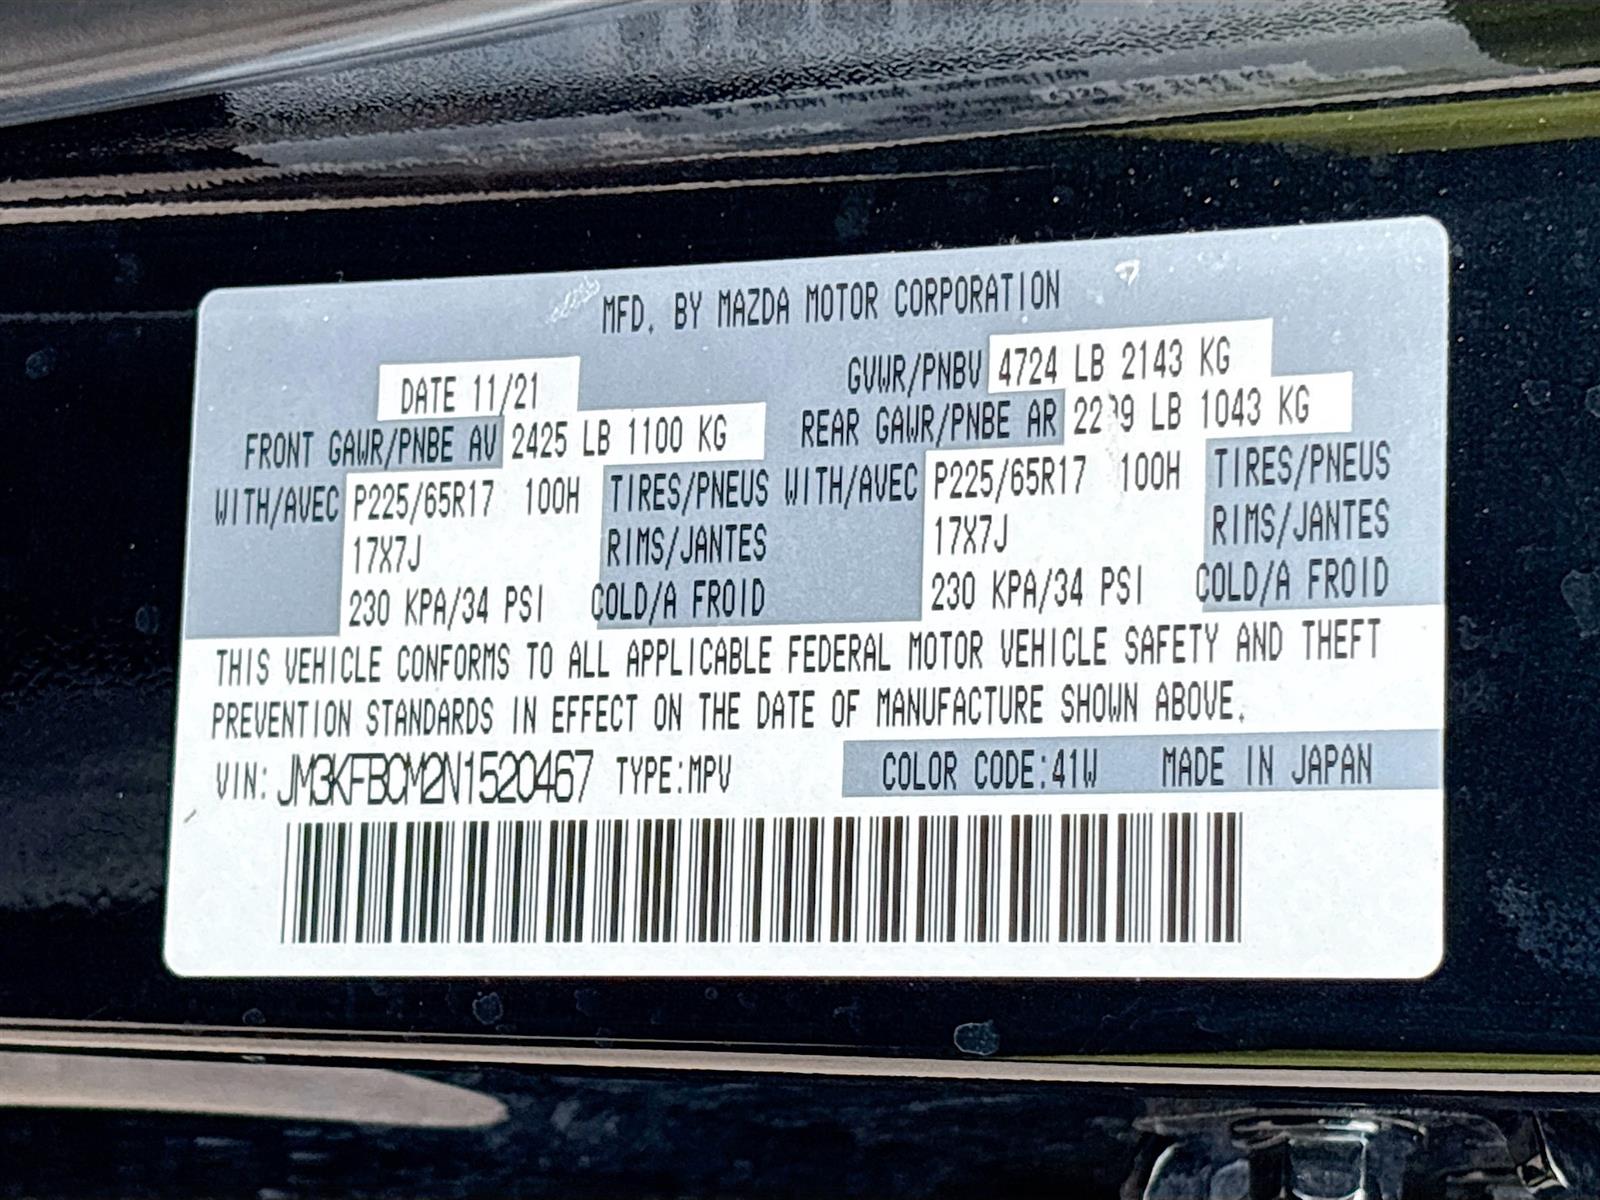 MFD. BY MAZDA MOTOR CORPORATION
DATE 11/21 GVWR/PNBV 4724 LB 2143 KG
FRONT GAWR/PNBE AV 2425 LB 1100 KG REAR GAWR/PNBE AR LB 1043 KG
WITH/AVEC P225/65R17 100H TIRES/PNEUS WITH/AVEC P225/65R17 100H TIRES/PNEUS
17X7J RIMS/JANTES 17X7J RIMS/JANTES
230 KPA/34 PSI COLD/A FROID 230 KPA/34 PSI COLD/A FROID
THIS VEHICLE CONFORMS TO ALL APPLICABLE FEDERAL MOTOR VEHICLE SAFETY AND THEFT
PREVENTION STANDARDS IN EFFECT ON THE DATE OF MANUFACTURE SHOWN ABOVE.
VIN: JM3KFBCM2N1520467 TYPE:MPV COLOR CODE:41W MADE IN JAPAN